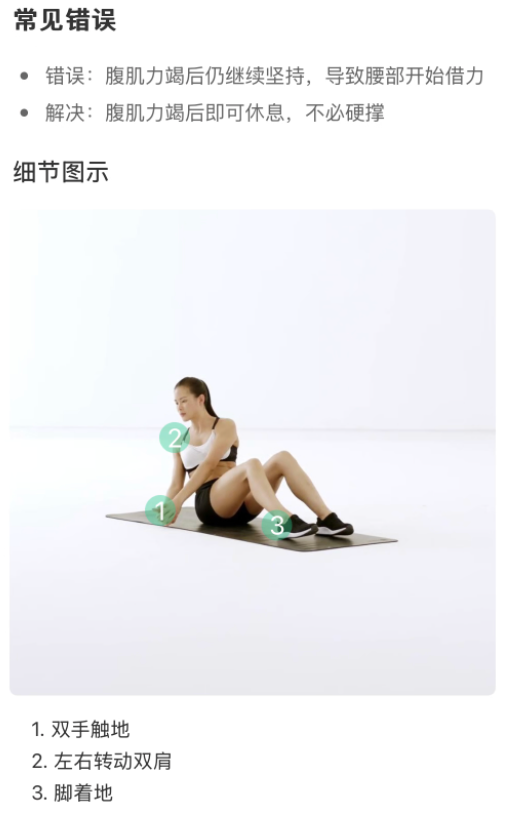 常见错误
错误：腹肌力竭后仍继续坚持，导致腰部开始借力
解决：腹肌力竭后即可休息，不必硬撑
细节图示
2
1
3
1. 双手触地
2. 左右转动双肩
3. 脚着地